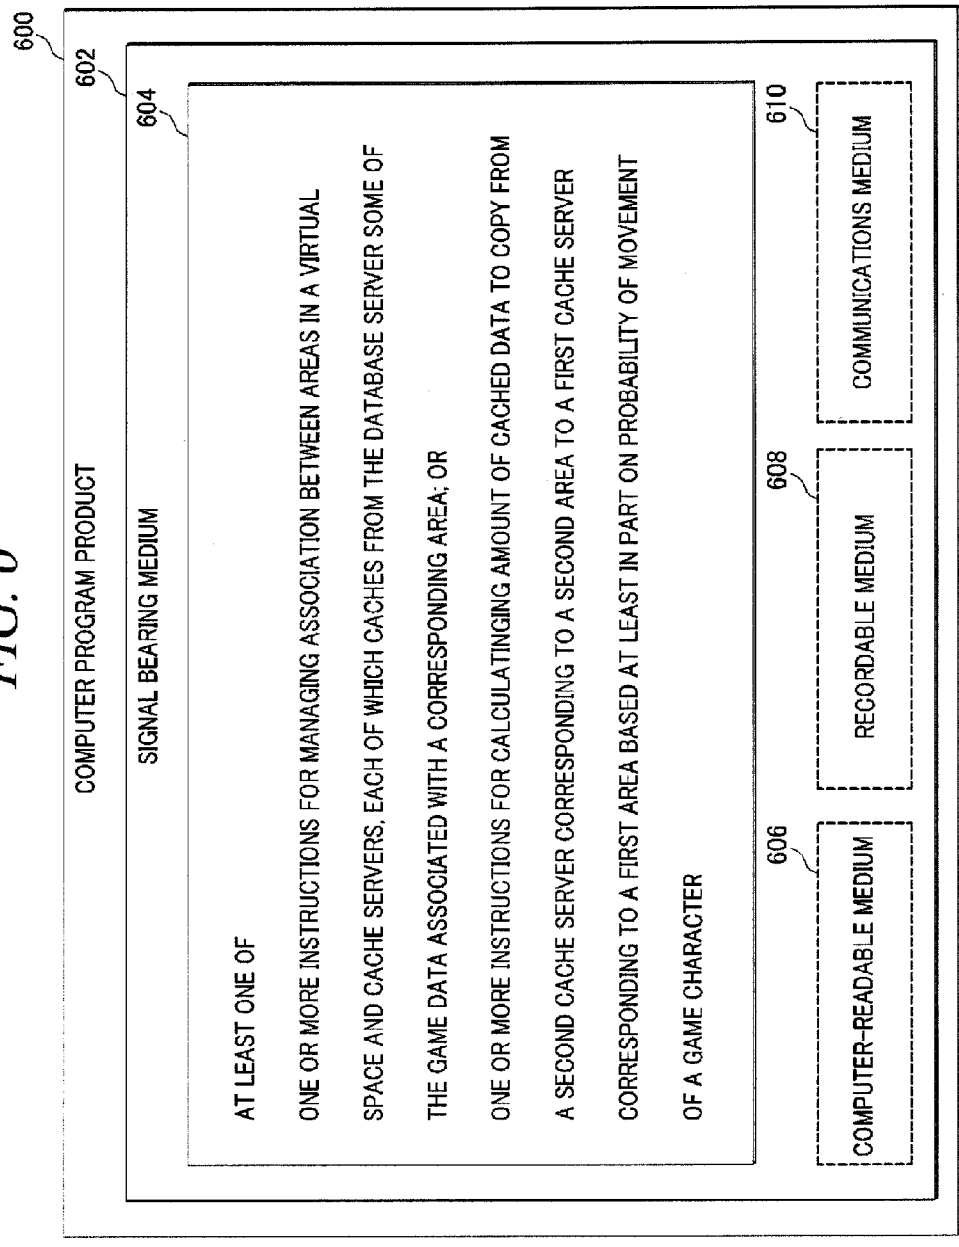 FIG. 6
600
COMPUTER PROGRAM PRODUCT
602
SIGNAL BEARING MEDIUM
604
AT LEAST ONE OF
ONE OR MORE INSTRUCTIONS FOR MANAGING ASSOCIATION BETWEEN AREAS IN A VIRTUAL
SPACE AND CACHE SERVERS, EACH OF WHICH CACHES FROM THE DATABASE SERVER SOME OF
THE GAME DATA ASSOCIATED WITH A CORRESPONDING AREA; OR
ONE OR MORE INSTRUCTIONS FOR CALCULATINGING AMOUNT OF CACHED DATA TO COPY FROM
A SECOND CACHE SERVER CORRESPONDING TO A SECOND AREA TO A FIRST CACHE SERVER
CORRESPONDING TO A FIRST AREA BASED AT LEAST IN PART ON PROBABILITY OF MOVEMENT
OF A GAME CHARACTER
606
608
610
COMPUTER-READABLE MEDIUM
RECORDABLE MEDIUM
COMMUNICATIONS MEDIUM